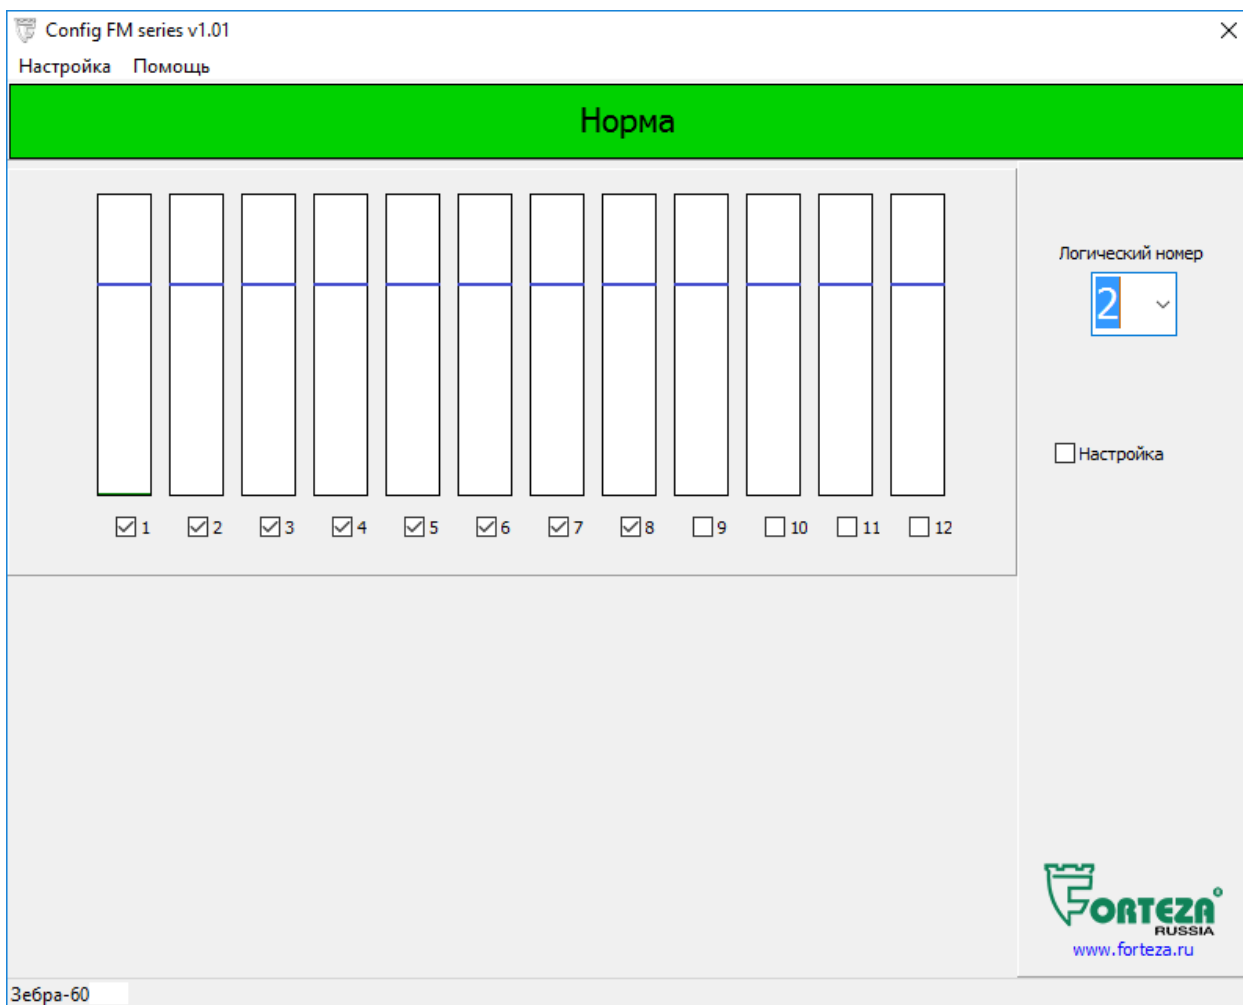 Config FM series v1.01
Настройка Помощь
Норма
Логический номер
2
Настройка
1 2 3 4 5 6 7 8 9 10 11 12
FORTEZA®
RUSSIA
www.forteza.ru
Зебра-60